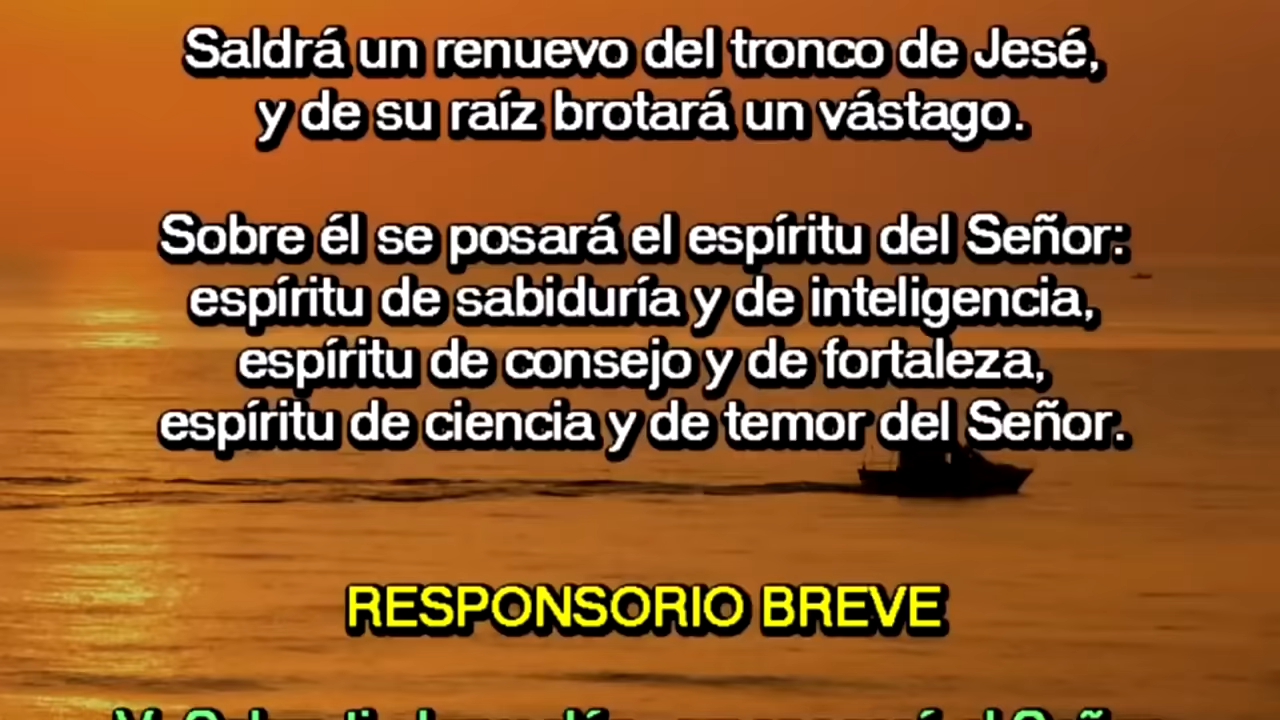 Saldrá un renuevo del tronco de Jesé,
y de su raíz brotará un vástago.
Sobre él se posará el espíritu del Señor:
espíritu de sabiduría y de inteligencia,
espíritu de consejo y de fortaleza,
espíritu de ciencia y de temor del Señor.
RESPONSORIO BREVE